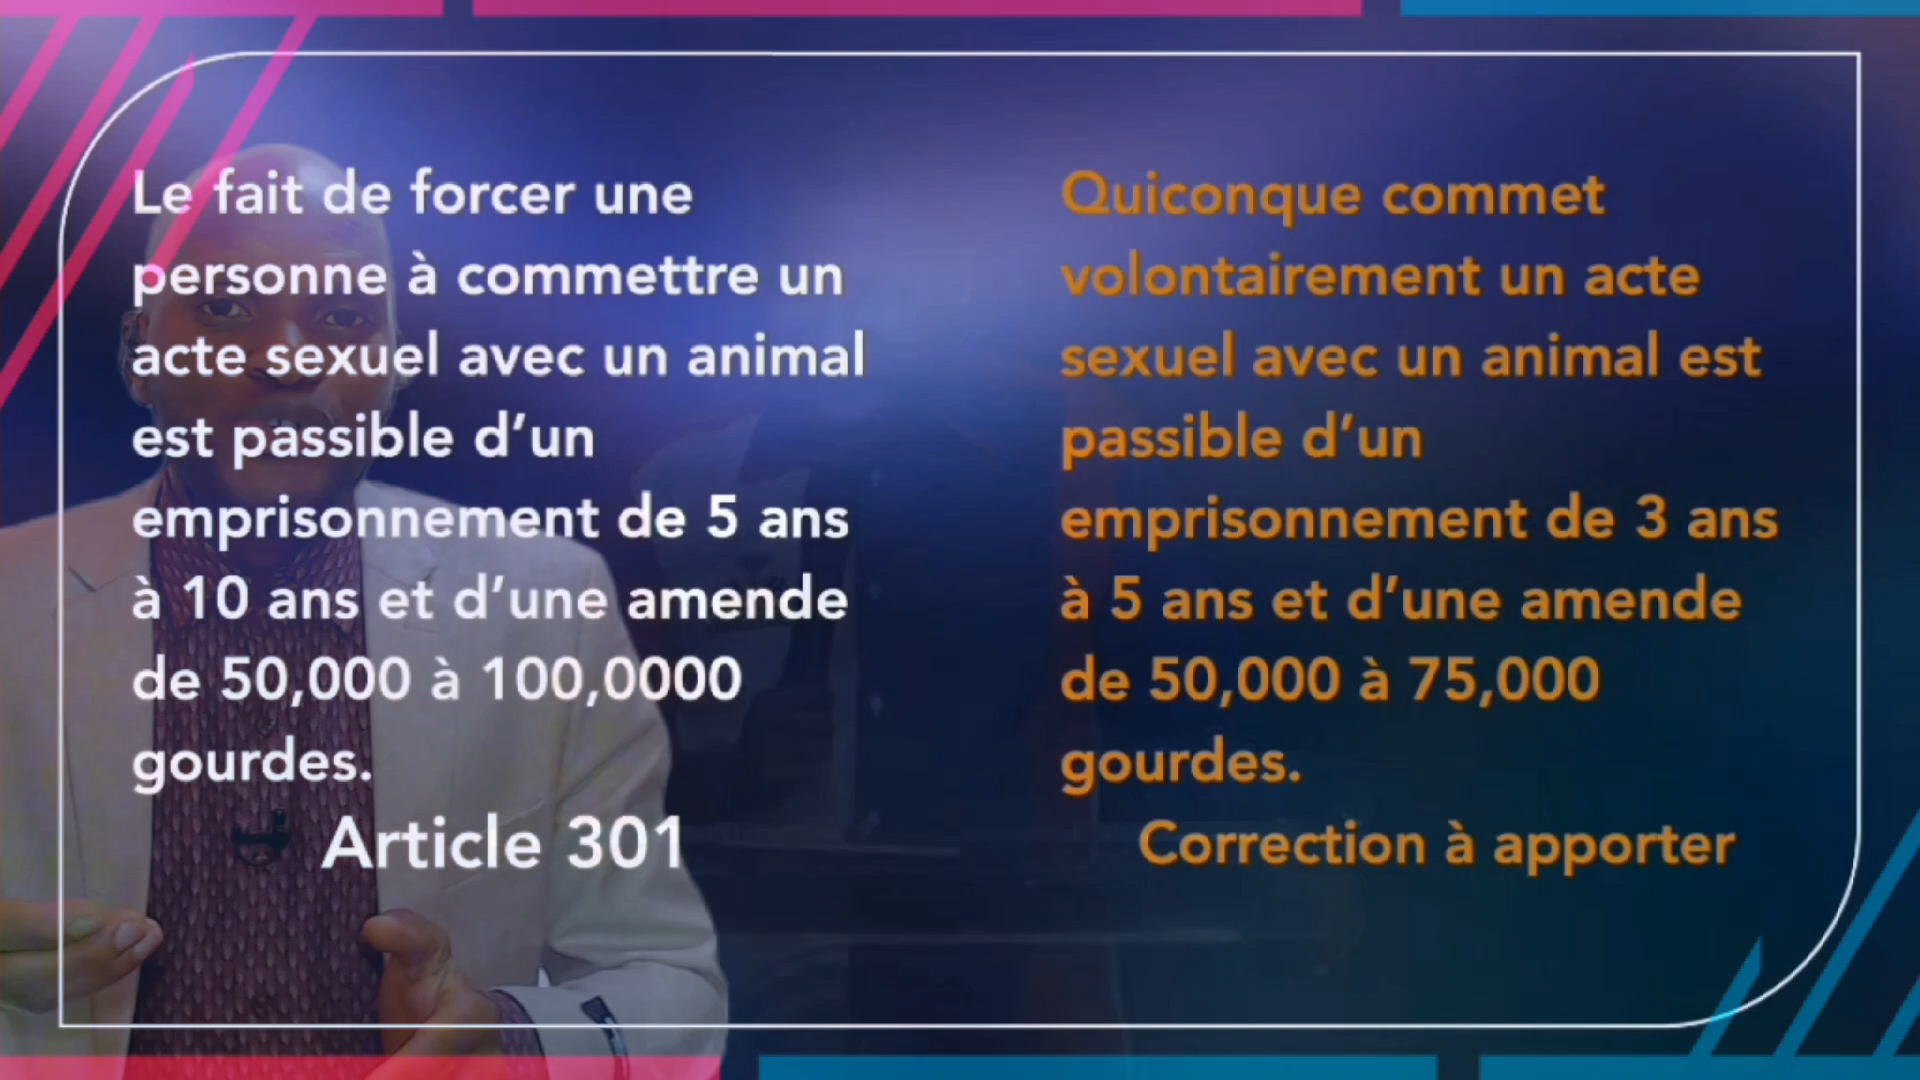 Le fait de forcer une
personne à commettre un
acte sexuel avec un animal
est passible d’un
emprisonnement de 5 ans
à 10 ans et d’une amende
de 50,000 à 100,0000
gourdes.
Article 301
Quiconque commet
volontairement un acte
sexuel avec un animal est
passible d’un
emprisonnement de 3 ans
à 5 ans et d’une amende
de 50,000 à 75,000
gourdes.
Correction à apporter